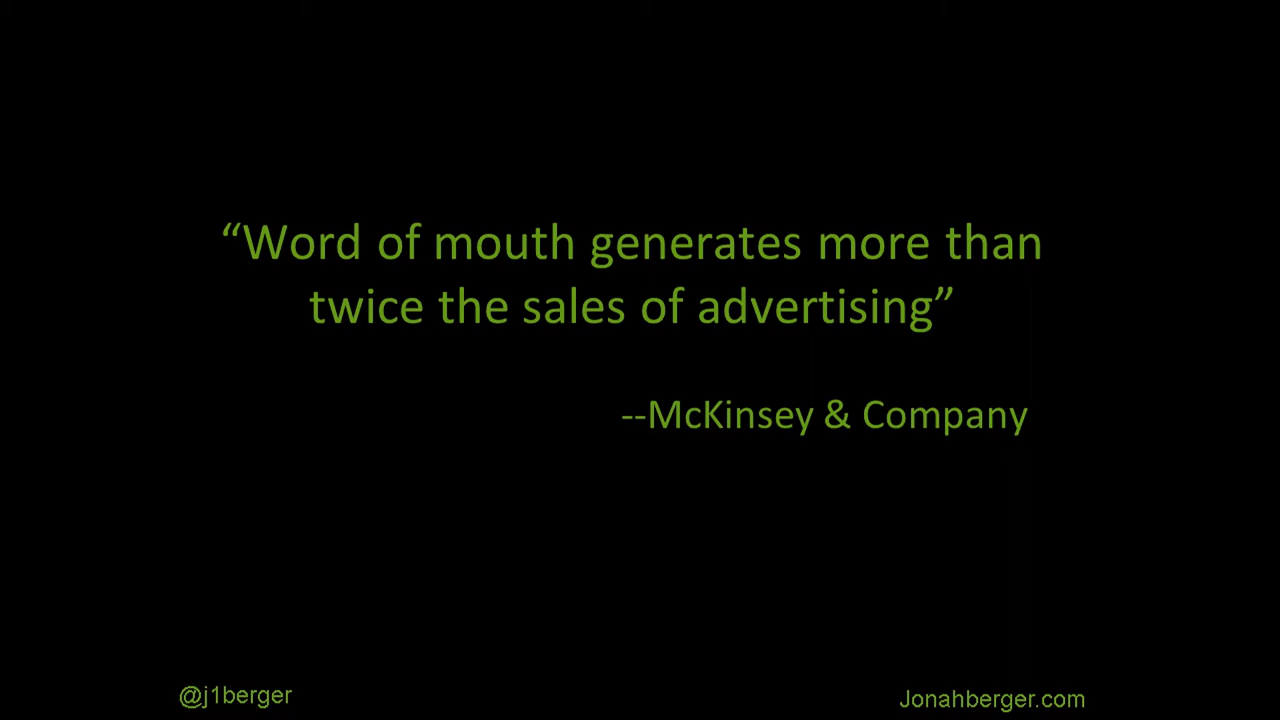 “Word of mouth generates more than
twice the sales of advertising”
--McKinsey & Company
@j1berger
Jonahberger.com